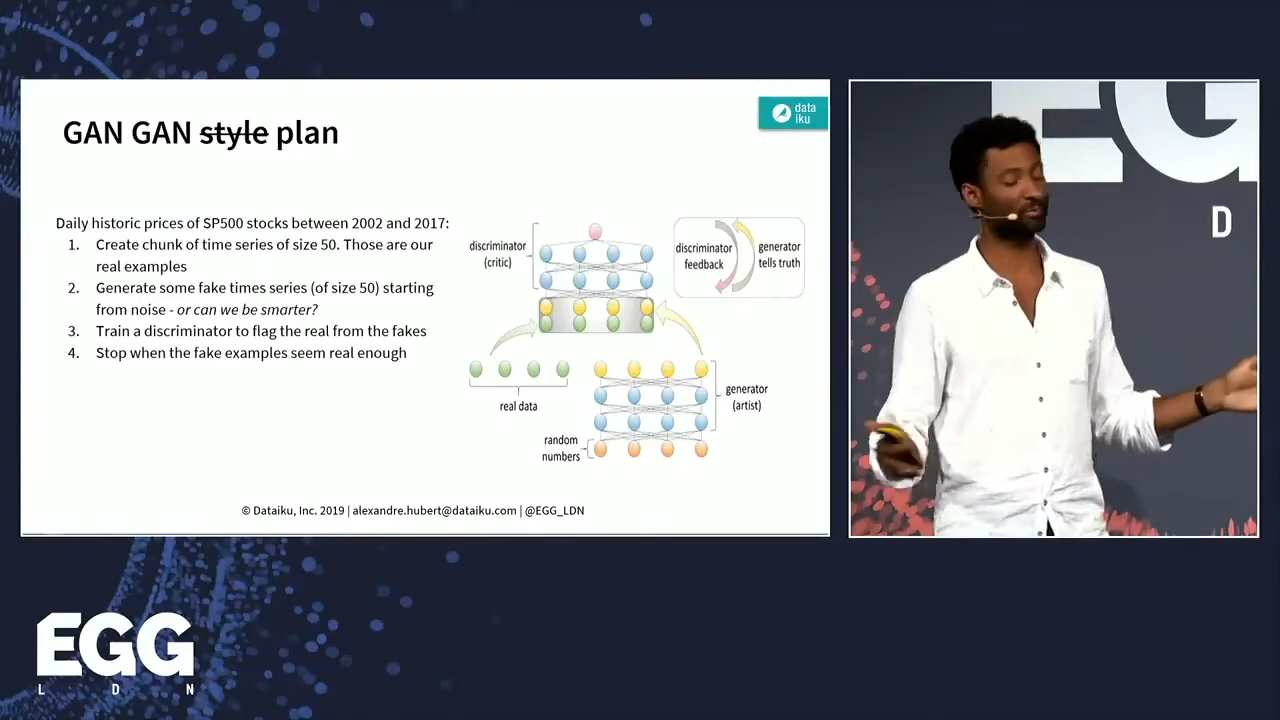 GAN GAN style plan
data
iku
Daily historic prices of SP500 stocks between 2002 and 2017:
1. Create chunk of time series of size 50. Those are our
real examples
2. Generate some fake times series (of size 50) starting
from noise - or can we be smarter?
3. Train a discriminator to flag the real from the fakes
4. Stop when the fake examples seem real enough
discriminator
(critic)
discriminator
feedback
generator
tells truth
real data
generator
(artist)
random
numbers
© Dataiku, Inc. 2019 | alexandre.hubert@dataiku.com | @EGG_LDN
EG
D
EGG
L D N